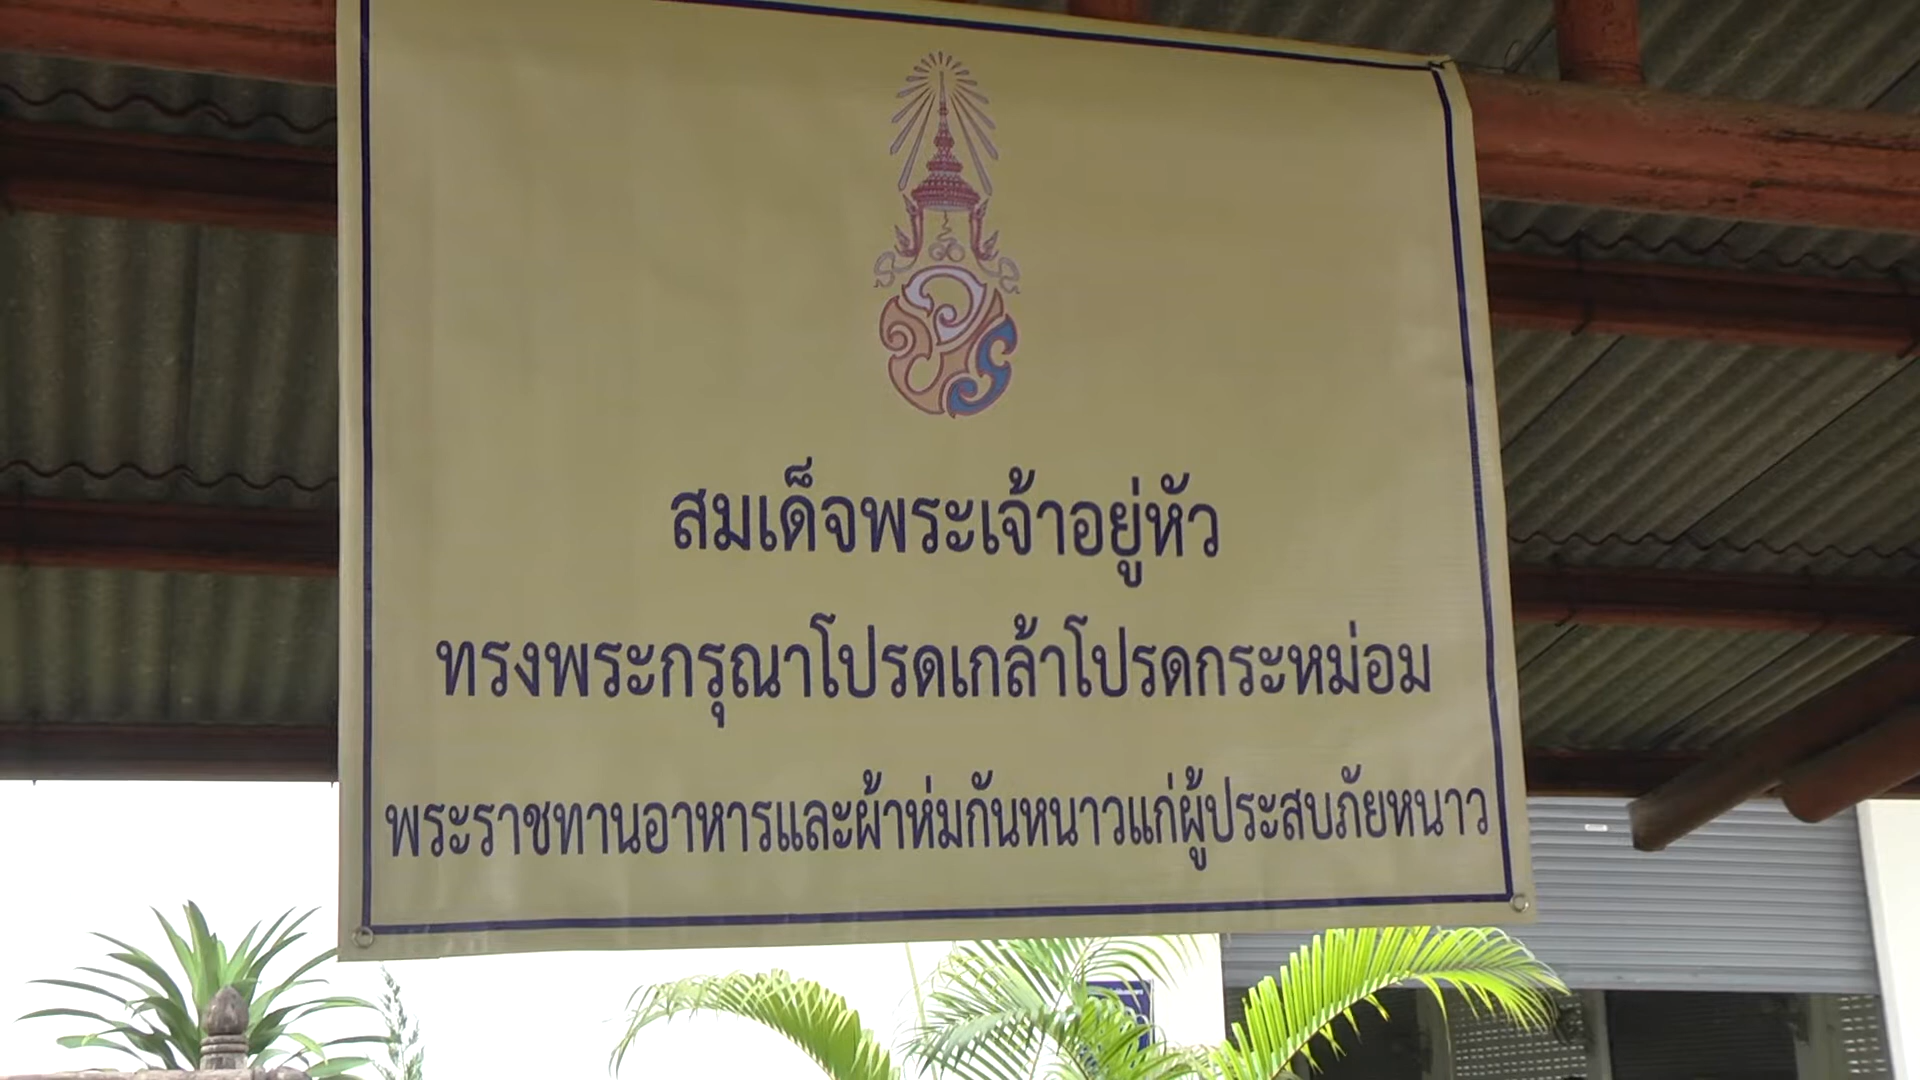 สมเด็จพระเจ้าอยู่หัว
ทรงพระกรุณาโปรดเกล้าโปรดกระหม่อม
พระราชทานอาหารและผ้าห่มกันหนาวแก่ผู้ประสบภัยหนาว